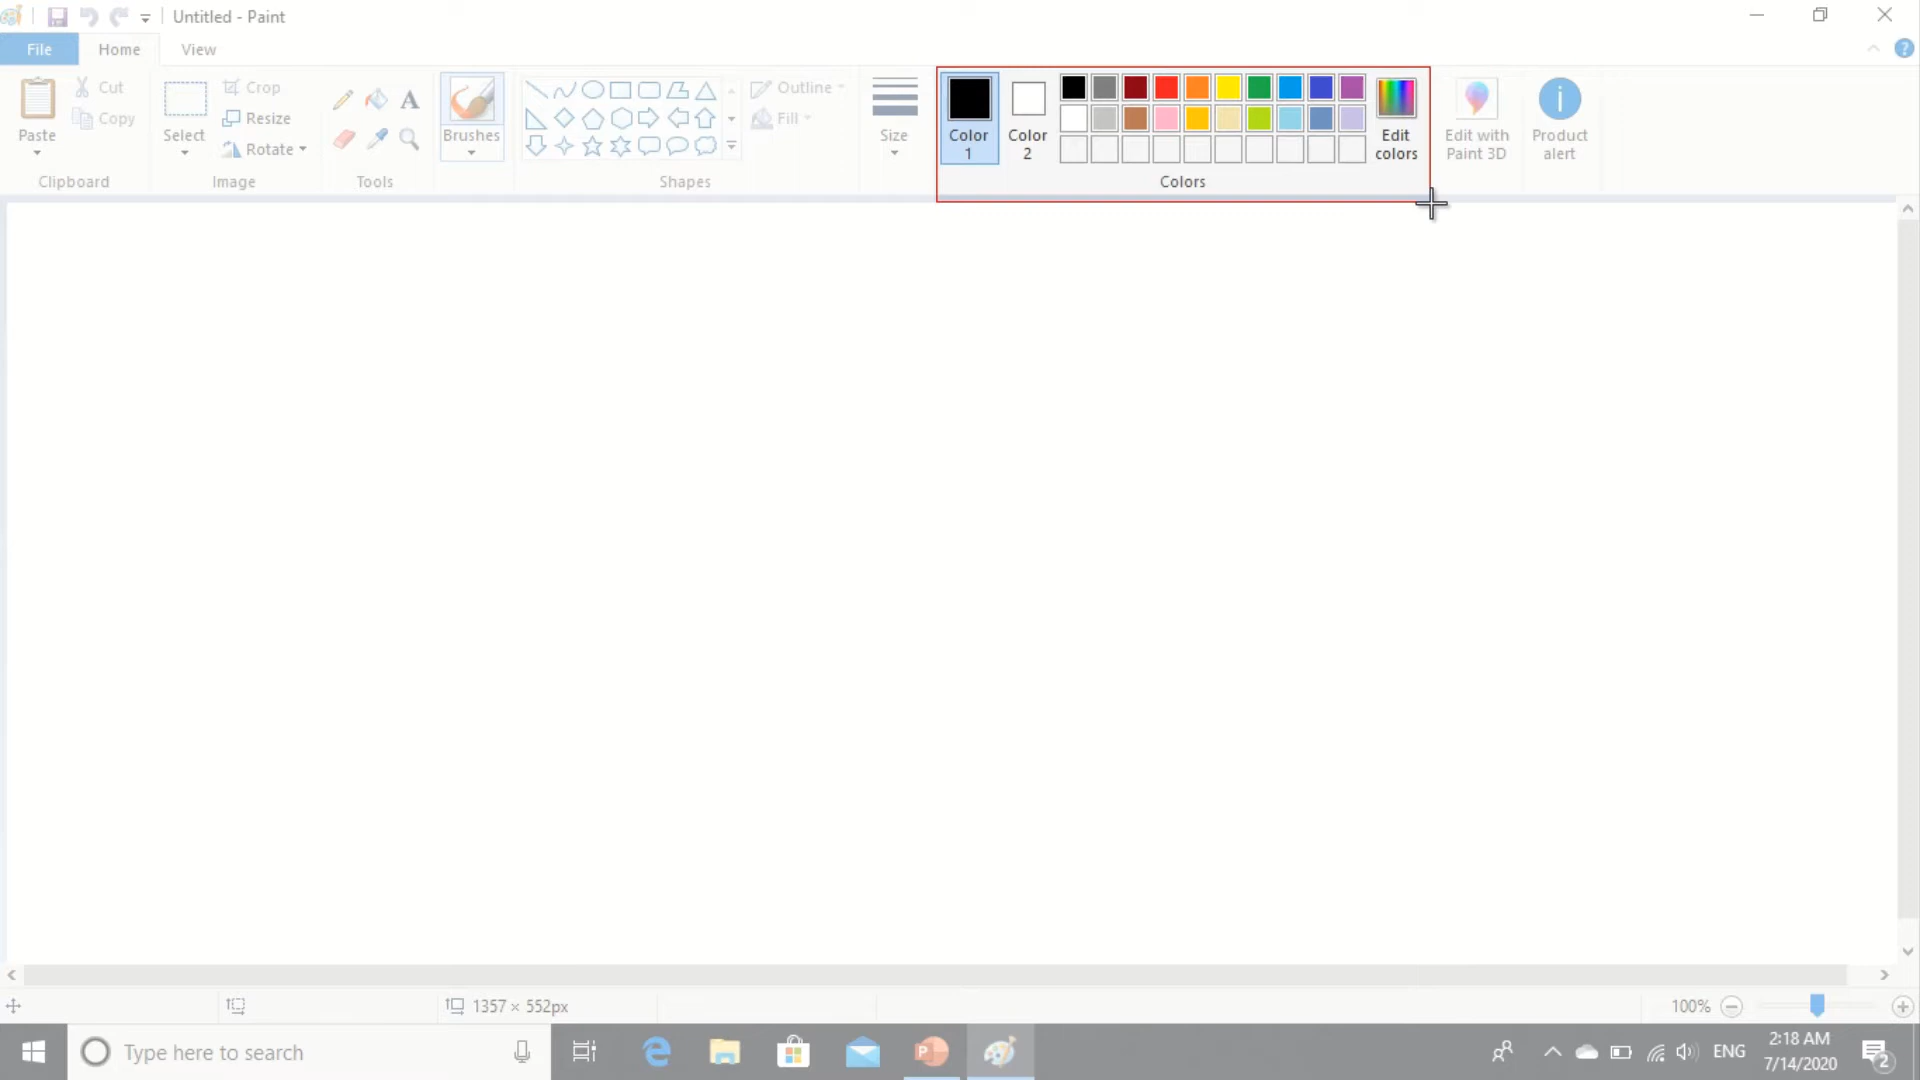 Untitled - Paint
File Home View
Paste
Cut
Copy
Clipboard
Select
Crop
Resize
Rotate
Image
A
Tools
Brushes
Shapes
Outline
Fill
Size
Color 1
Color 2
Edit colors
Colors
Edit with Paint 3D
Product alert
1357 × 552px
100%
Type here to search
ENG
2:18 AM
7/14/2020
2